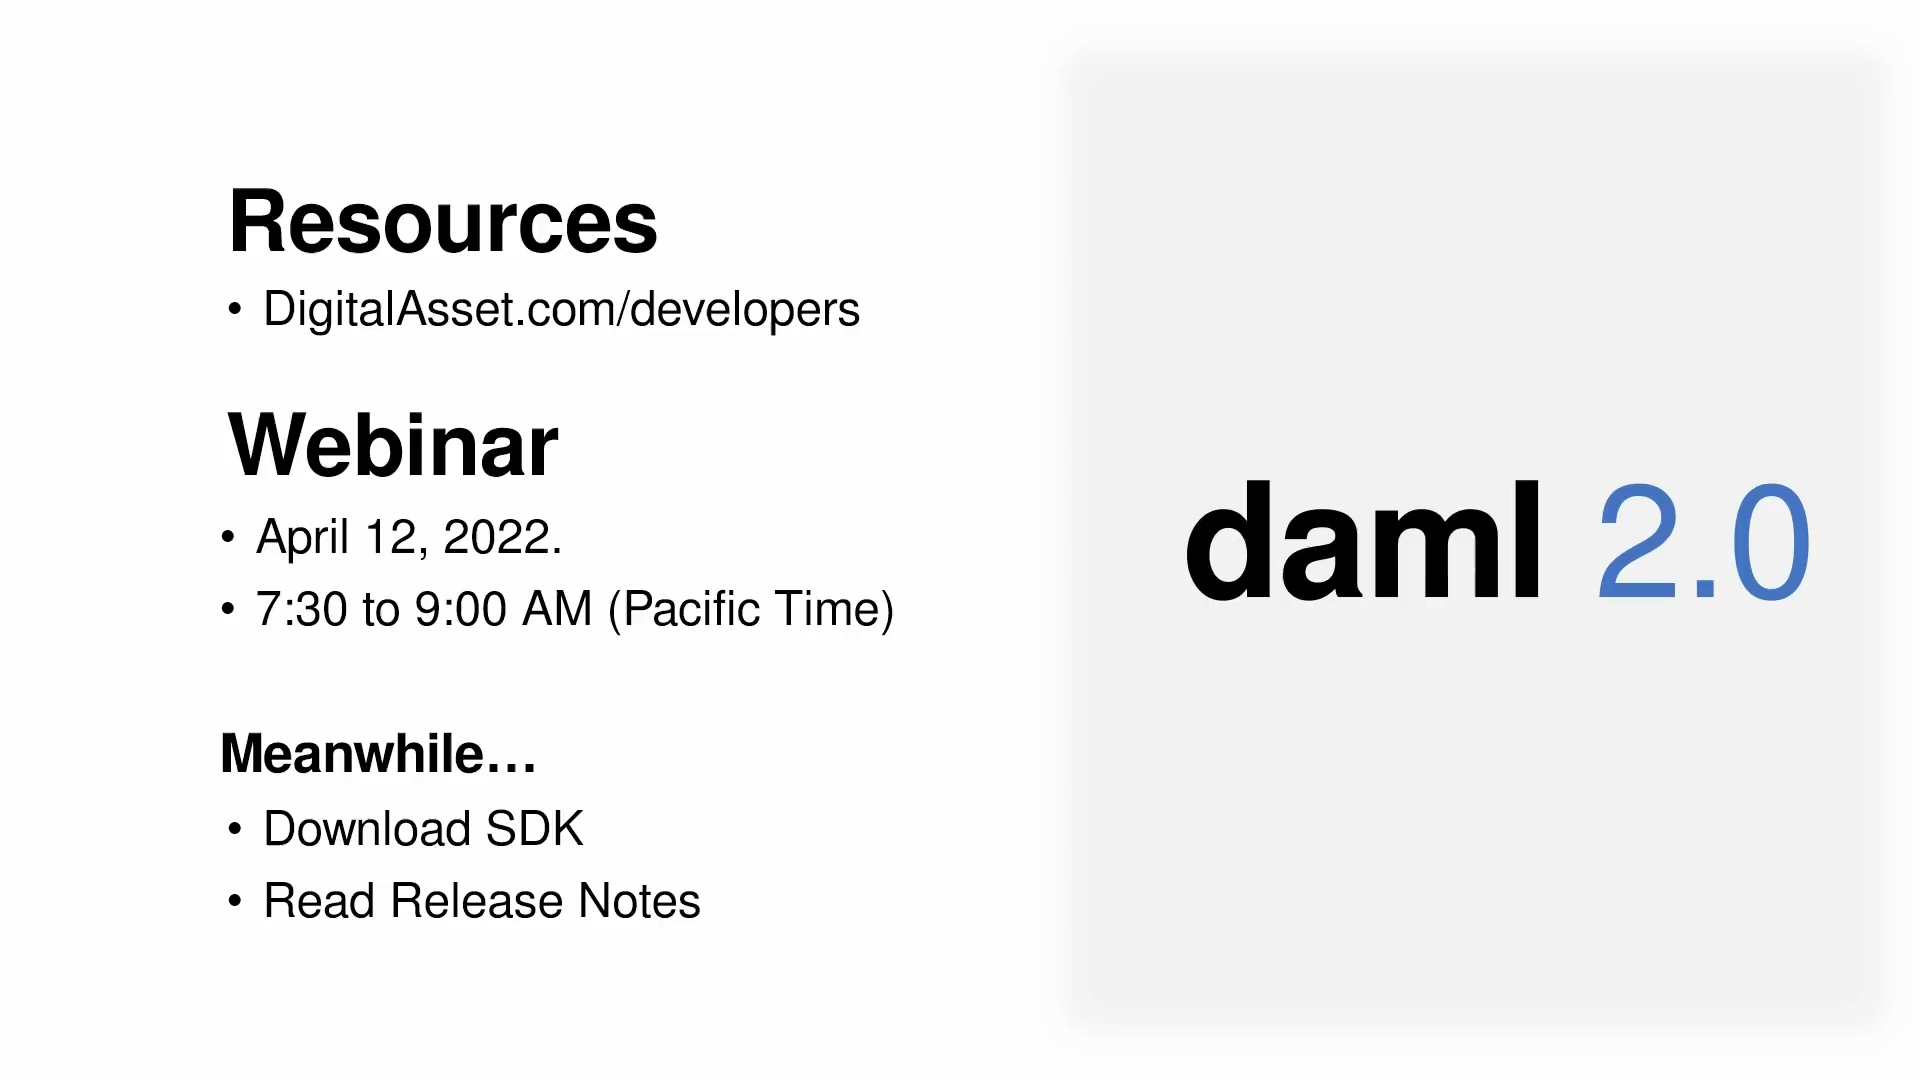 Resources
• DigitalAsset.com/developers
Webinar
• April 12, 2022.
• 7:30 to 9:00 AM (Pacific Time)
Meanwhile…
• Download SDK
• Read Release Notes
daml 2.0